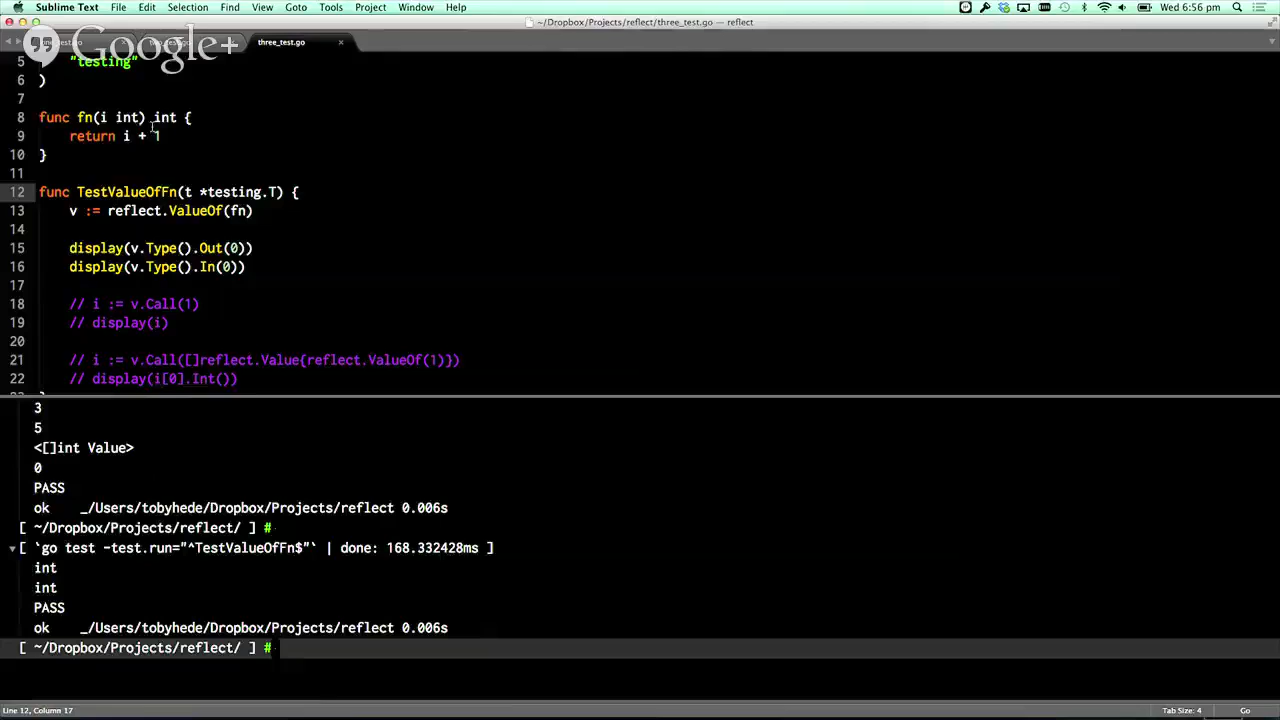 Sublime Text File Edit Selection Find View Goto Tools Project Window Help Wed 6:56 pm
~/Dropbox/Projects/reflect/three_test.go — reflect
Google+ three_test.go ×
5 "testing"
6 )
7
8 func fn(i int) int {
9 return i + 1
10 }
11
12 func TestValueOfFn(t *testing.T) {
13 v := reflect.ValueOf(fn)
14
15 display(v.Type().Out(0))
16 display(v.Type().In(0))
17
18 // i := v.Call(1)
19 // display(i)
20
21 // i := v.Call([]reflect.Value{reflect.ValueOf(1)})
22 // display(i[0].Int())
3
5
<[]int Value>
0
PASS
ok _/Users/tobyhede/Dropbox/Projects/reflect 0.006s
[ ~/Dropbox/Projects/reflect/ ] #
[ `go test -test.run="^TestValueOfFn$"` | done: 168.332428ms ]
int
int
PASS
ok _/Users/tobyhede/Dropbox/Projects/reflect 0.006s
[ ~/Dropbox/Projects/reflect/ ] #
Line 12, Column 17 Tab Size: 4 Go